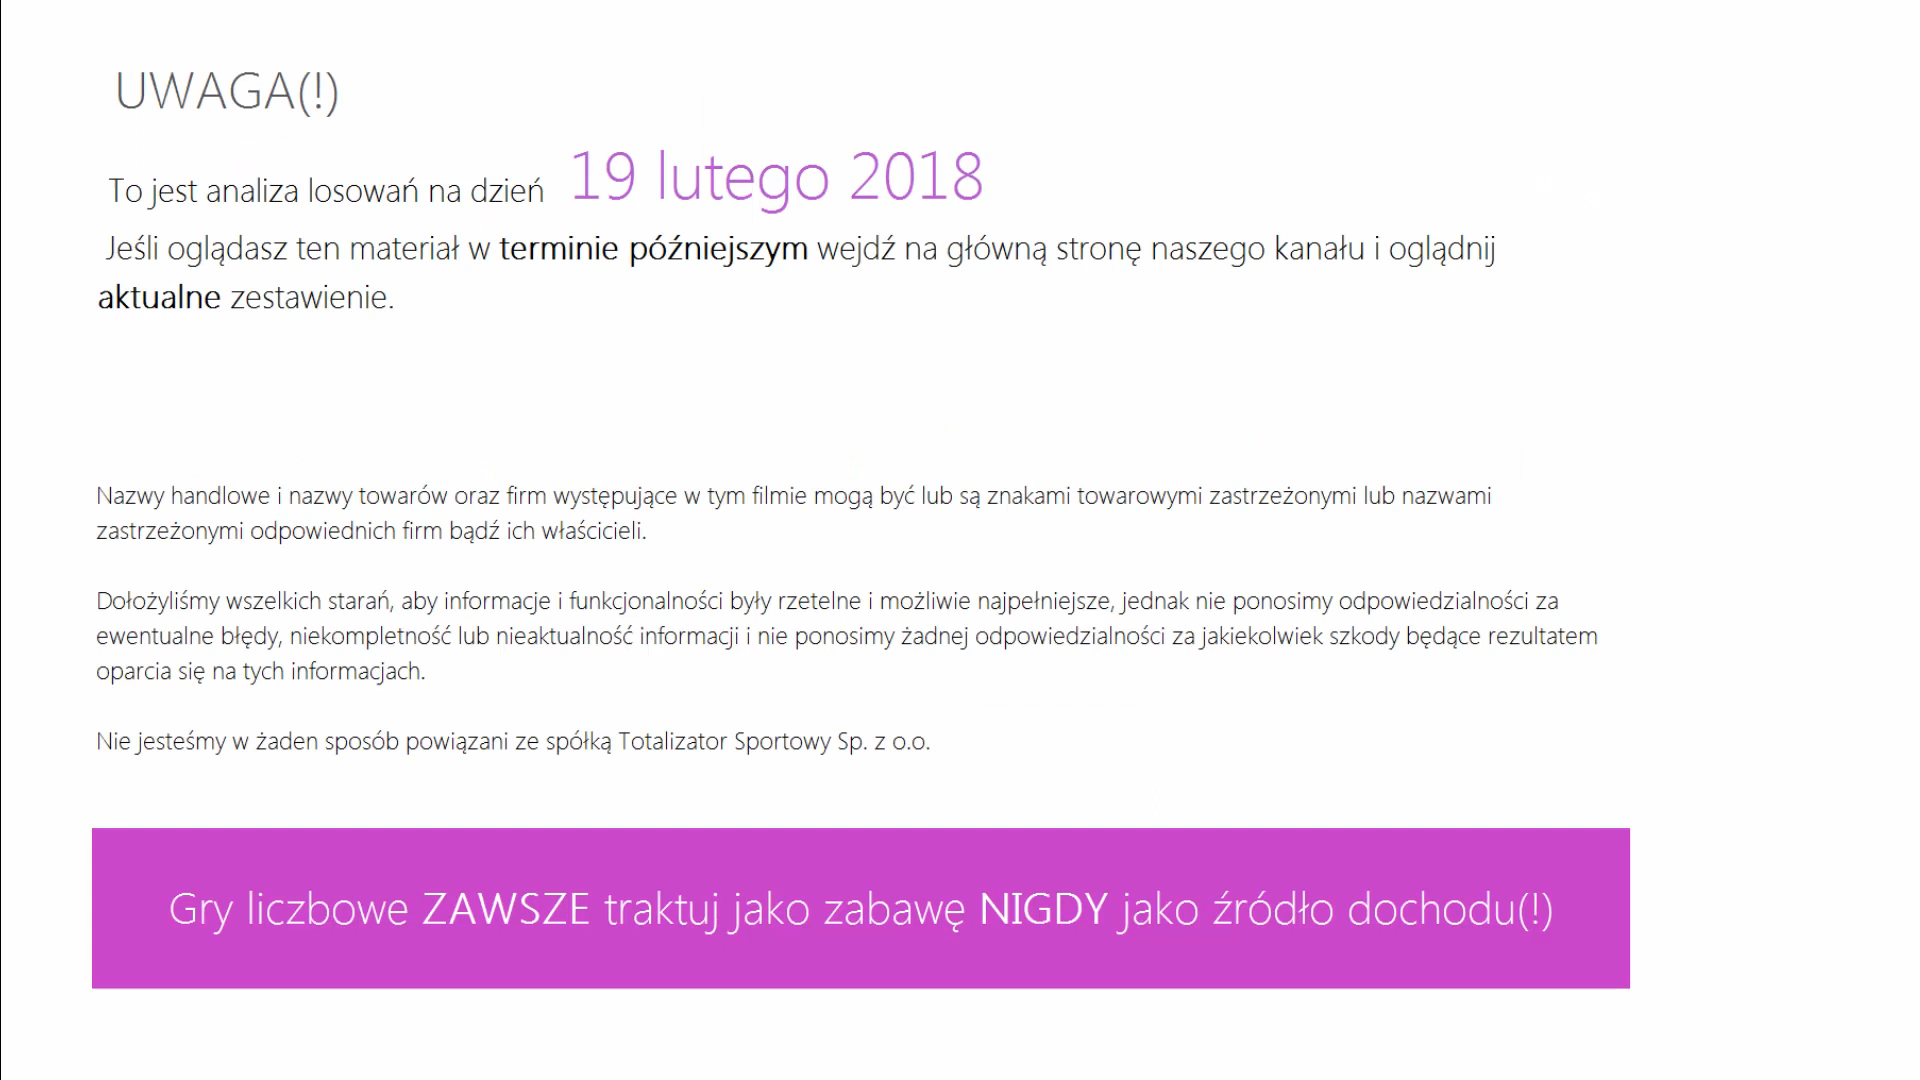 UWAGA(!)
To jest analiza losowań na dzień 19 lutego 2018
Jeśli oglądasz ten materiał w terminie późniejszym wejdź na główną stronę naszego kanału i oglądnij
aktualne zestawienie.
Nazwy handlowe i nazwy towarów oraz firm występujące w tym filmie mogą być lub są znakami towarowymi zastrzeżonymi lub nazwami
zastrzeżonymi odpowiednich firm bądź ich właścicieli.
Dołożyliśmy wszelkich starań, aby informacje i funkcjonalności były rzetelne i możliwie najpełniejsze, jednak nie ponosimy odpowiedzialności za
ewentualne błędy, niekompletność lub nieaktualność informacji i nie ponosimy żadnej odpowiedzialności za jakiekolwiek szkody będące rezultatem
oparcia się na tych informacjach.
Nie jesteśmy w żaden sposób powiązani ze spółką Totalizator Sportowy Sp. z o.o.
Gry liczbowe ZAWSZE traktuj jako zabawę NIGDY jako źródło dochodu(!)